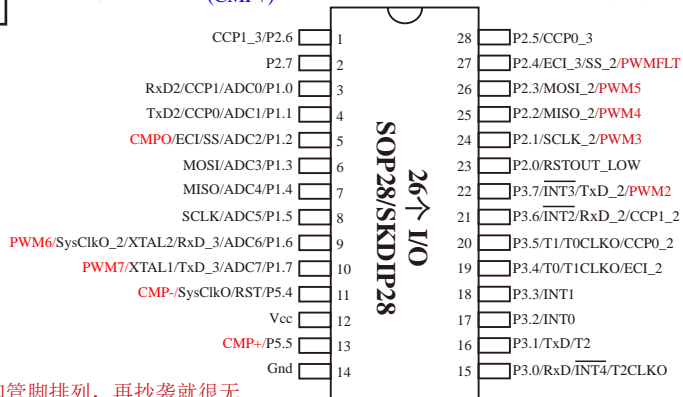 (CMP+)
CCP1_3/P2.6 1
P2.7 2
RxD2/CCP1/ADC0/P1.0 3
TxD2/CCP0/ADC1/P1.1 4
CMPO/ECI/SS/ADC2/P1.2 5
MOSI/ADC3/P1.3 6
MISO/ADC4/P1.4 7
SCLK/ADC5/P1.5 8
PWM6/SysClkO_2/XTAL2/RxD_3/ADC6/P1.6 9
PWM7/XTAL1/TxD_3/ADC7/P1.7 10
CMP-/SysClkO/RST/P5.4 11
Vcc 12
CMP+/P5.5 13
Gnd 14
SOP28/SKDIP28
26个 I/O
28 P2.5/CCP0_3
27 P2.4/ECI_3/SS_2/PWMFLT
26 P2.3/MOSI_2/PWM5
25 P2.2/MISO_2/PWM4
24 P2.1/SCLK_2/PWM3
23 P2.0/RSTOUT_LOW
22 P3.7/INT3/TxD_2/PWM2
21 P3.6/INT2/RxD_2/CCP1_2
20 P3.5/T1/T0CLKO/CCP0_2
19 P3.4/T0/T1CLKO/ECI_2
18 P3.3/INT1
17 P3.2/INT0
16 P3.1/TxD/T2
15 P3.0/RxD/INT4/T2CLKO
管脚排列，再抄袭就很无